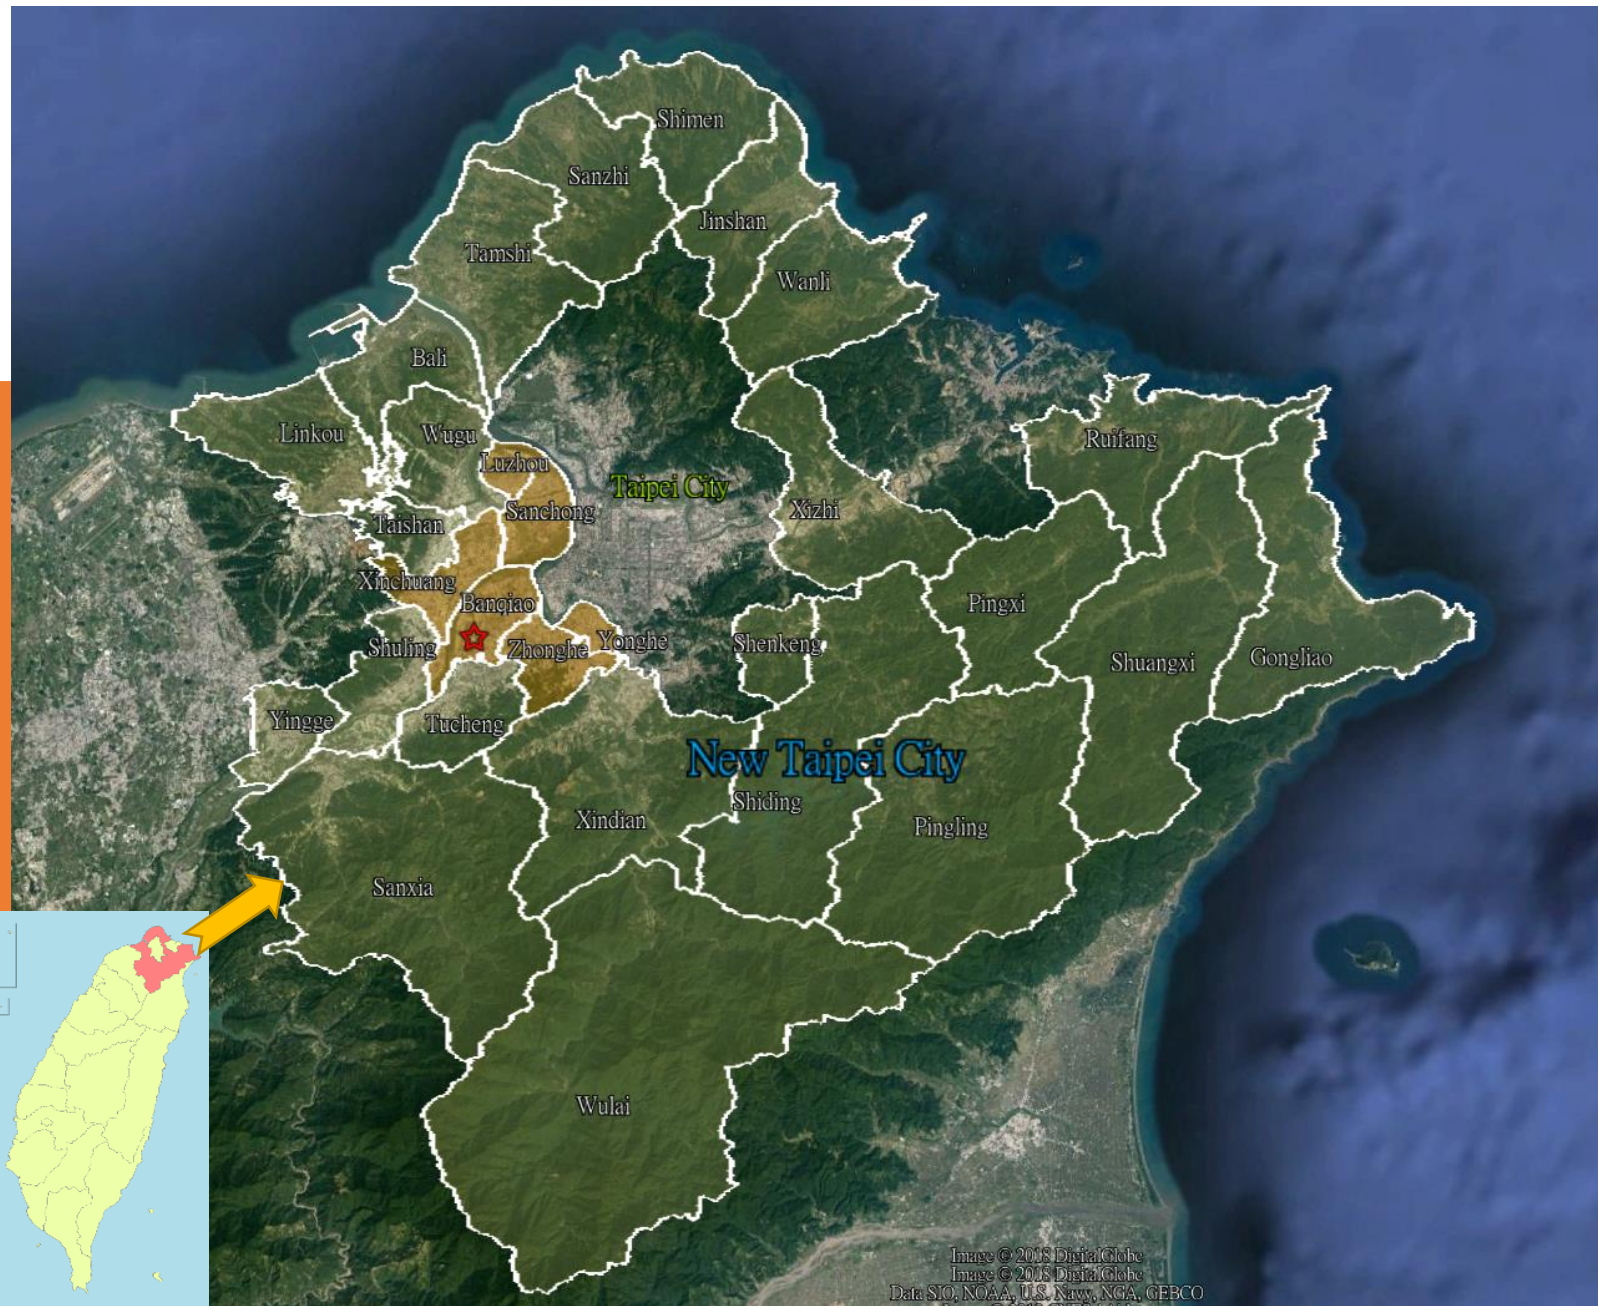 Shimen
Sanzhi
Jinshan
Tamshi
Wanli
Bali
Linkou
Wugu
Ruifang
Luzhou
Taipei City
Sanchong
Xizhi
Taishan
Xinchuang
Banqiao
Pingxi
Shuling
Zhonghe
Yonghe
Shenkeng
Shuangxi
Gongliao
Yingge
Tucheng
New Taipei City
Shiding
Xindian
Pingling
Sanxia
Wulai
Image © 2018 DigitalGlobe
Image © 2018 DigitalGlobe
Data SIO, NOAA, U.S. Navy, NGA, GEBCO